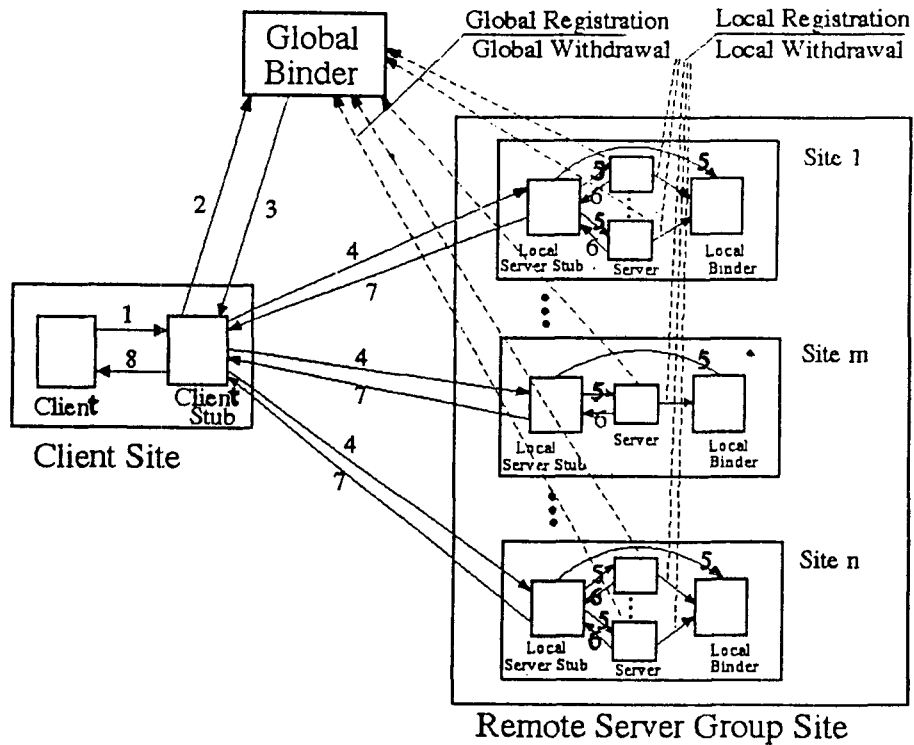 Global
Binder
Global Registration
Global Withdrawal
Local Registration
Local Withdrawal
2
3
4
7
1
8
Client
Client
Stub
Client Site
4
7
4
7
Site 1
5
6
5
6
5
Local
Server Stub
Server
Local
Binder
Site m
5
6
5
Local
Server Stub
Server
Local
Binder
Site n
5
6
5
6
5
Local
Server Stub
Server
Local
Binder
Remote Server Group Site